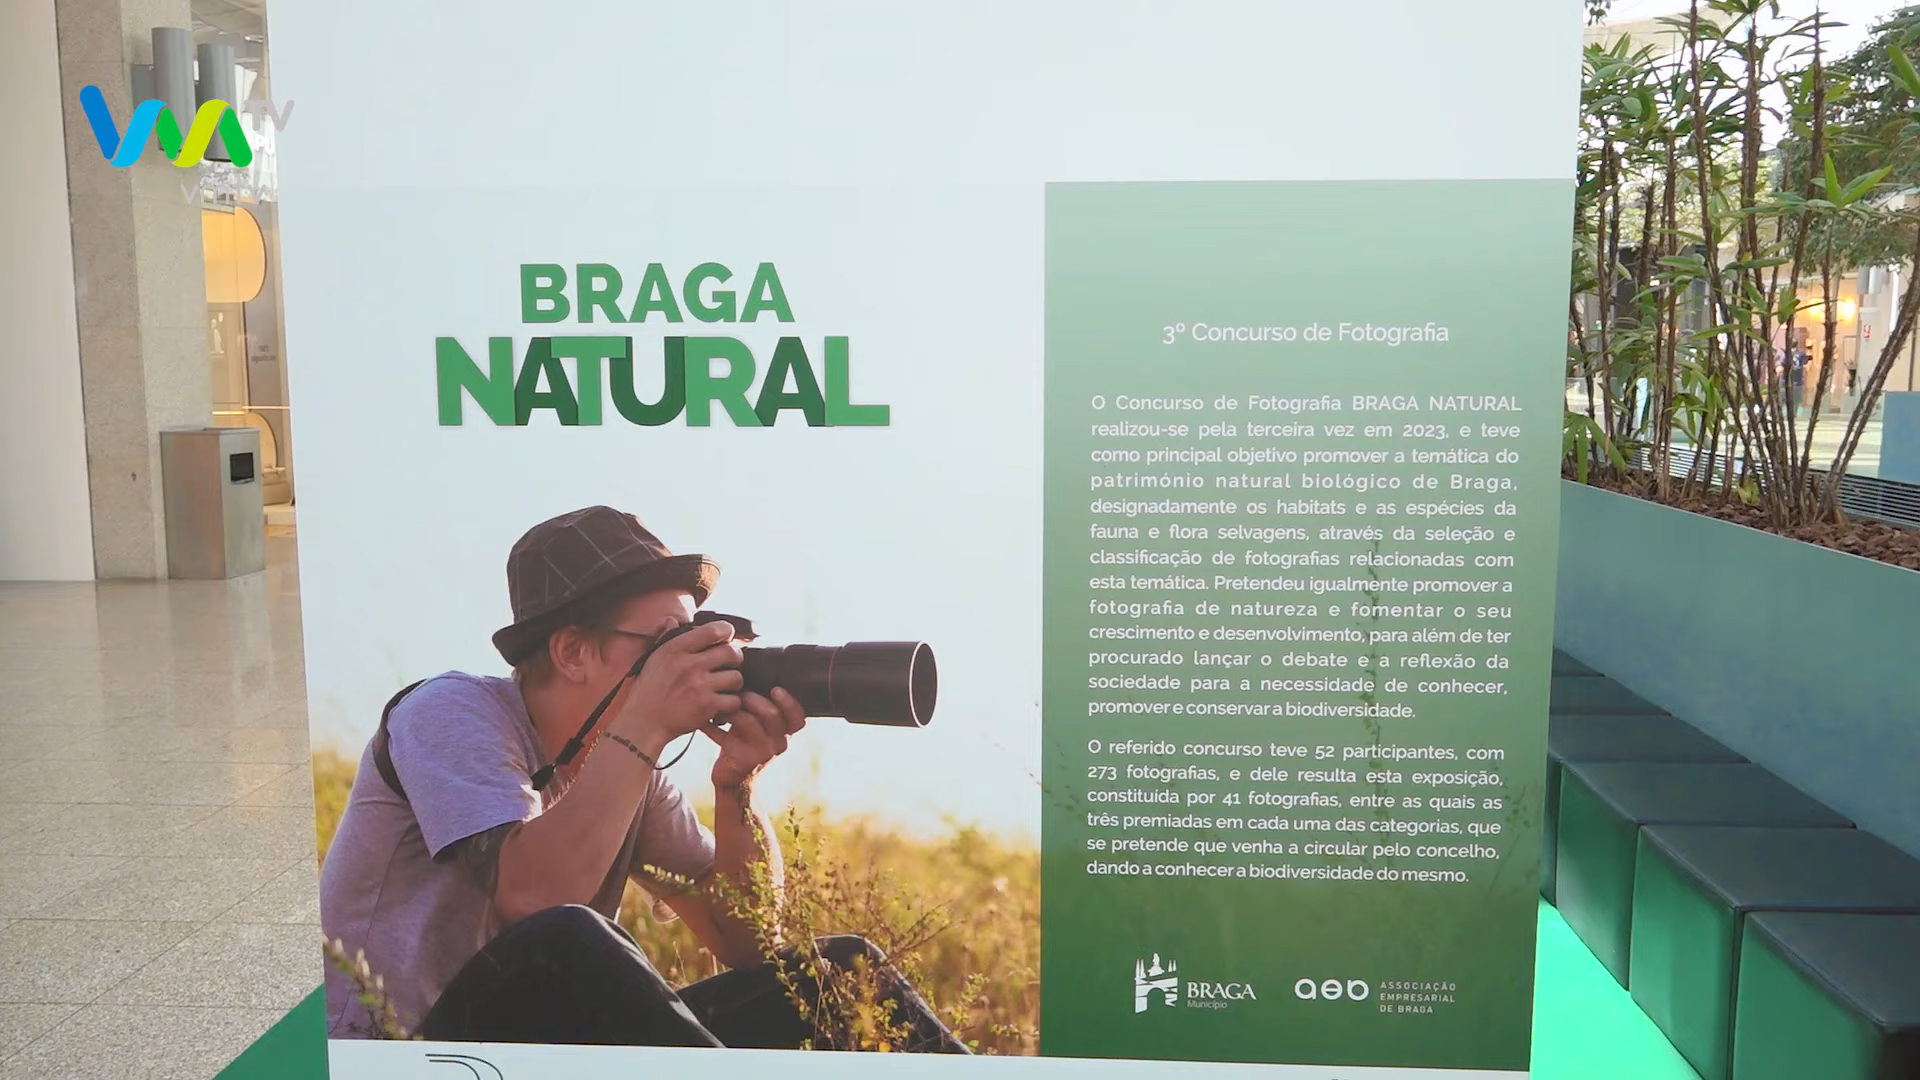 TV
BRAGA
NATURAL
3º Concurso de Fotografia
O Concurso de Fotografia BRAGA NATURAL
realizou-se pela terceira vez em 2023, e teve
como principal objetivo promover a temática do
património natural biológico de Braga,
designadamente os habitats e as espécies da
fauna e flora selvagens, através da seleção e
classificação de fotografias relacionadas com
esta temática. Pretendeu igualmente promover a
fotografia de natureza e fomentar o seu
crescimento e desenvolvimento, para além de ter
procurado lançar o debate e a reflexão da
sociedade para a necessidade de conhecer,
promover e conservar a biodiversidade.
O referido concurso teve 52 participantes, com
273 fotografias, e dele resulta esta exposição,
constituída por 41 fotografias, entre as quais as
três premiadas em cada uma das categorias, que
se pretende que venha a circular pelo concelho,
dando a conhecer a biodiversidade do mesmo.
BRAGA
Município
aeb
ASSOCIAÇÃO
EMPRESARIAL
DE BRAGA